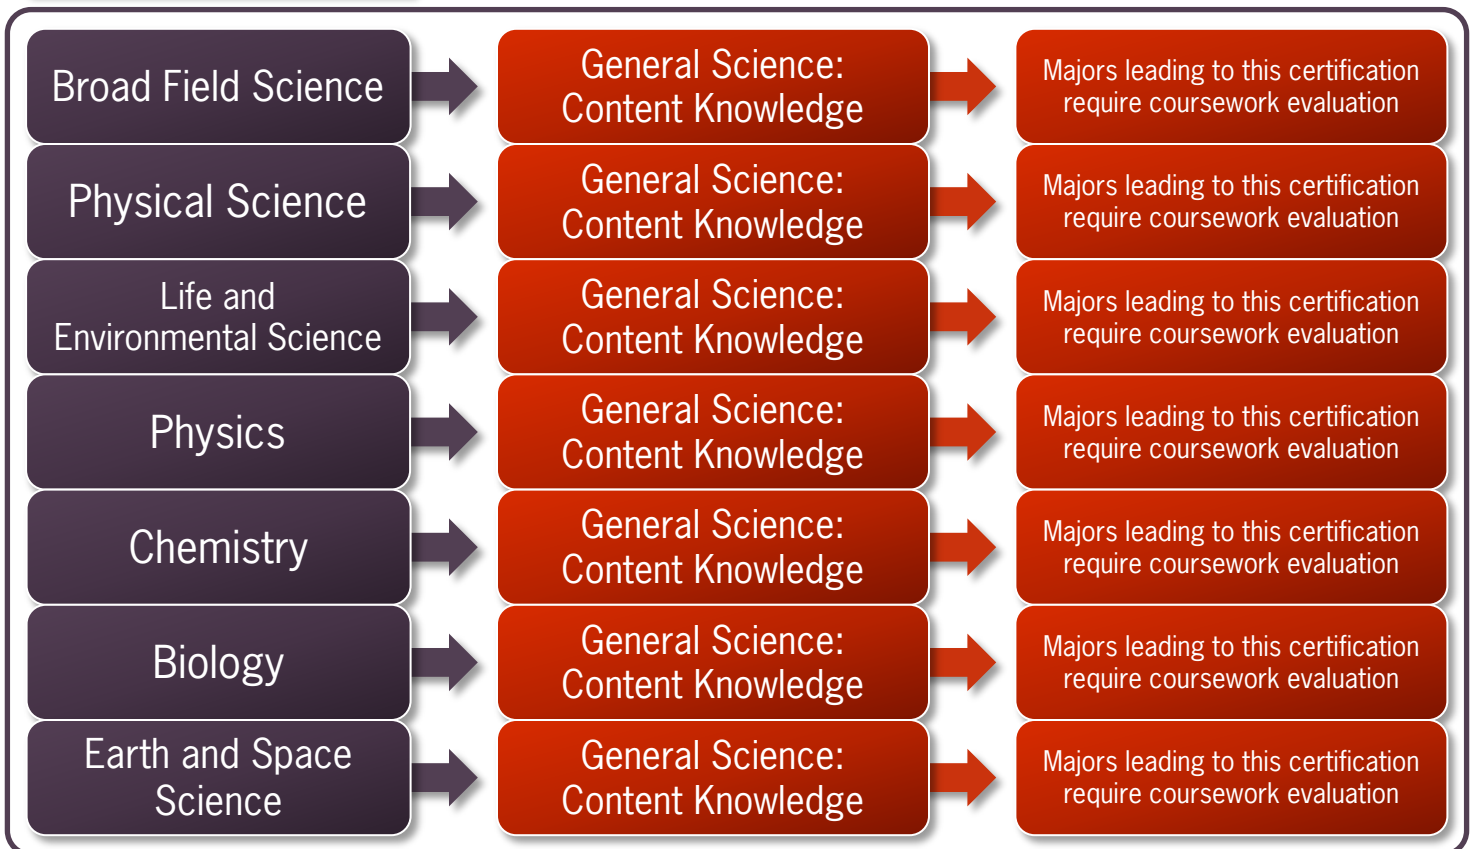 Broad Field Science
General Science:
Content Knowledge
Majors leading to this certification
require coursework evaluation
Physical Science
General Science:
Content Knowledge
Majors leading to this certification
require coursework evaluation
Life and
Environmental Science
General Science:
Content Knowledge
Majors leading to this certification
require coursework evaluation
Physics
General Science:
Content Knowledge
Majors leading to this certification
require coursework evaluation
Chemistry
General Science:
Content Knowledge
Majors leading to this certification
require coursework evaluation
Biology
General Science:
Content Knowledge
Majors leading to this certification
require coursework evaluation
Earth and Space
Science
General Science:
Content Knowledge
Majors leading to this certification
require coursework evaluation